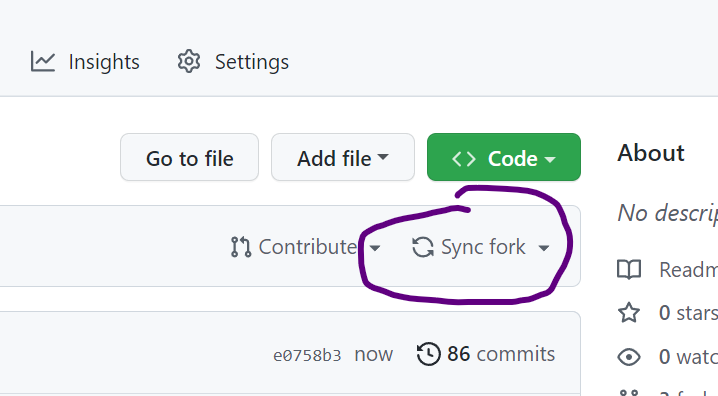 Insights Settings
Go to file Add file Code
About
No descrip
Contribute Sync fork
Readm
0 stars
e0758b3 now 86 commits
0 watc